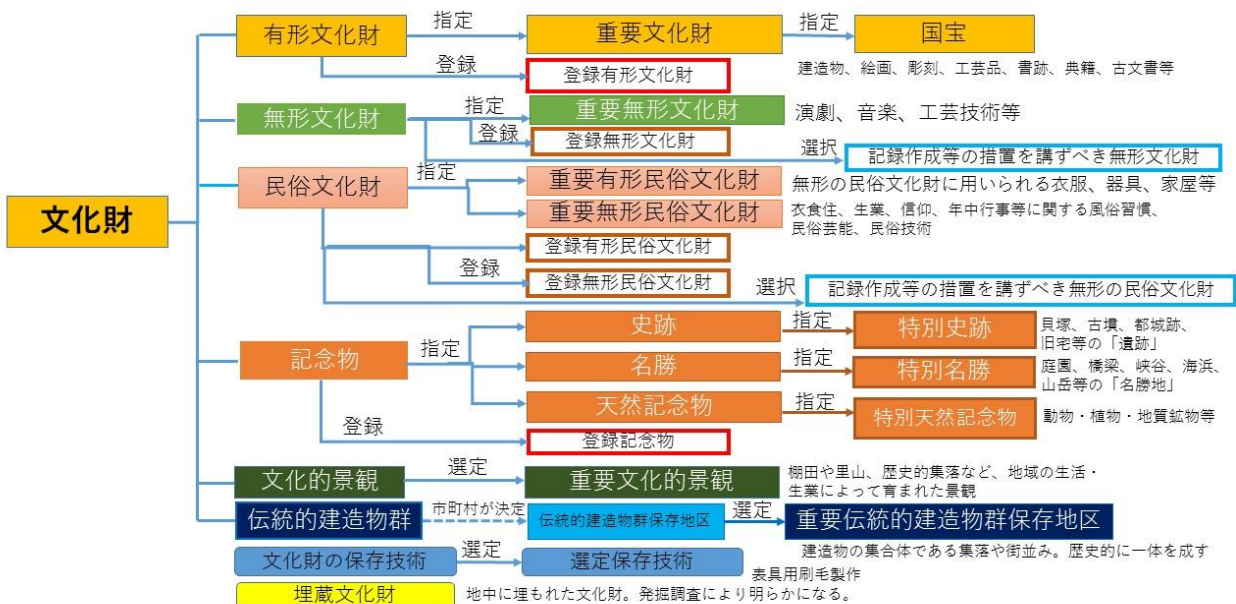 文化財
有形文化財
指定
重要文化財
指定
国宝
登録
登録有形文化財
建造物、絵画、彫刻、工芸品、書跡、典籍、古文書等
無形文化財
指定
重要無形文化財
演劇、音楽、工芸技術等
登録
登録無形文化財
選択
記録作成等の措置を講ずべき無形文化財
民俗文化財
指定
重要有形民俗文化財
無形の民俗文化財に用いられる衣服、器具、家屋等
重要無形民俗文化財
衣食住、生業、信仰、年中行事等に関する風俗習慣、
民俗芸能、民俗技術
登録有形民俗文化財
登録
登録無形民俗文化財
選択
記録作成等の措置を講ずべき無形の民俗文化財
記念物
指定
史跡
指定
特別史跡
貝塚、古墳、都城跡、
旧宅等の「遺跡」
名勝
指定
特別名勝
庭園、橋梁、峡谷、海浜、
山岳等の「名勝地」
天然記念物
指定
特別天然記念物
動物・植物・地質鉱物等
登録
登録記念物
文化的景観
選定
重要文化的景観
棚田や里山、歴史的集落など、地域の生活・
生業によって育まれた景観
伝統的建造物群
市町村が決定
伝統的建造物群保存地区
選定
重要伝統的建造物群保存地区
建造物の集合体である集落や街並み。歴史的に一体を成す
文化財の保存技術
選定
選定保存技術
表具用刷毛製作
埋蔵文化財
地中に埋もれた文化財。発掘調査により明らかになる。